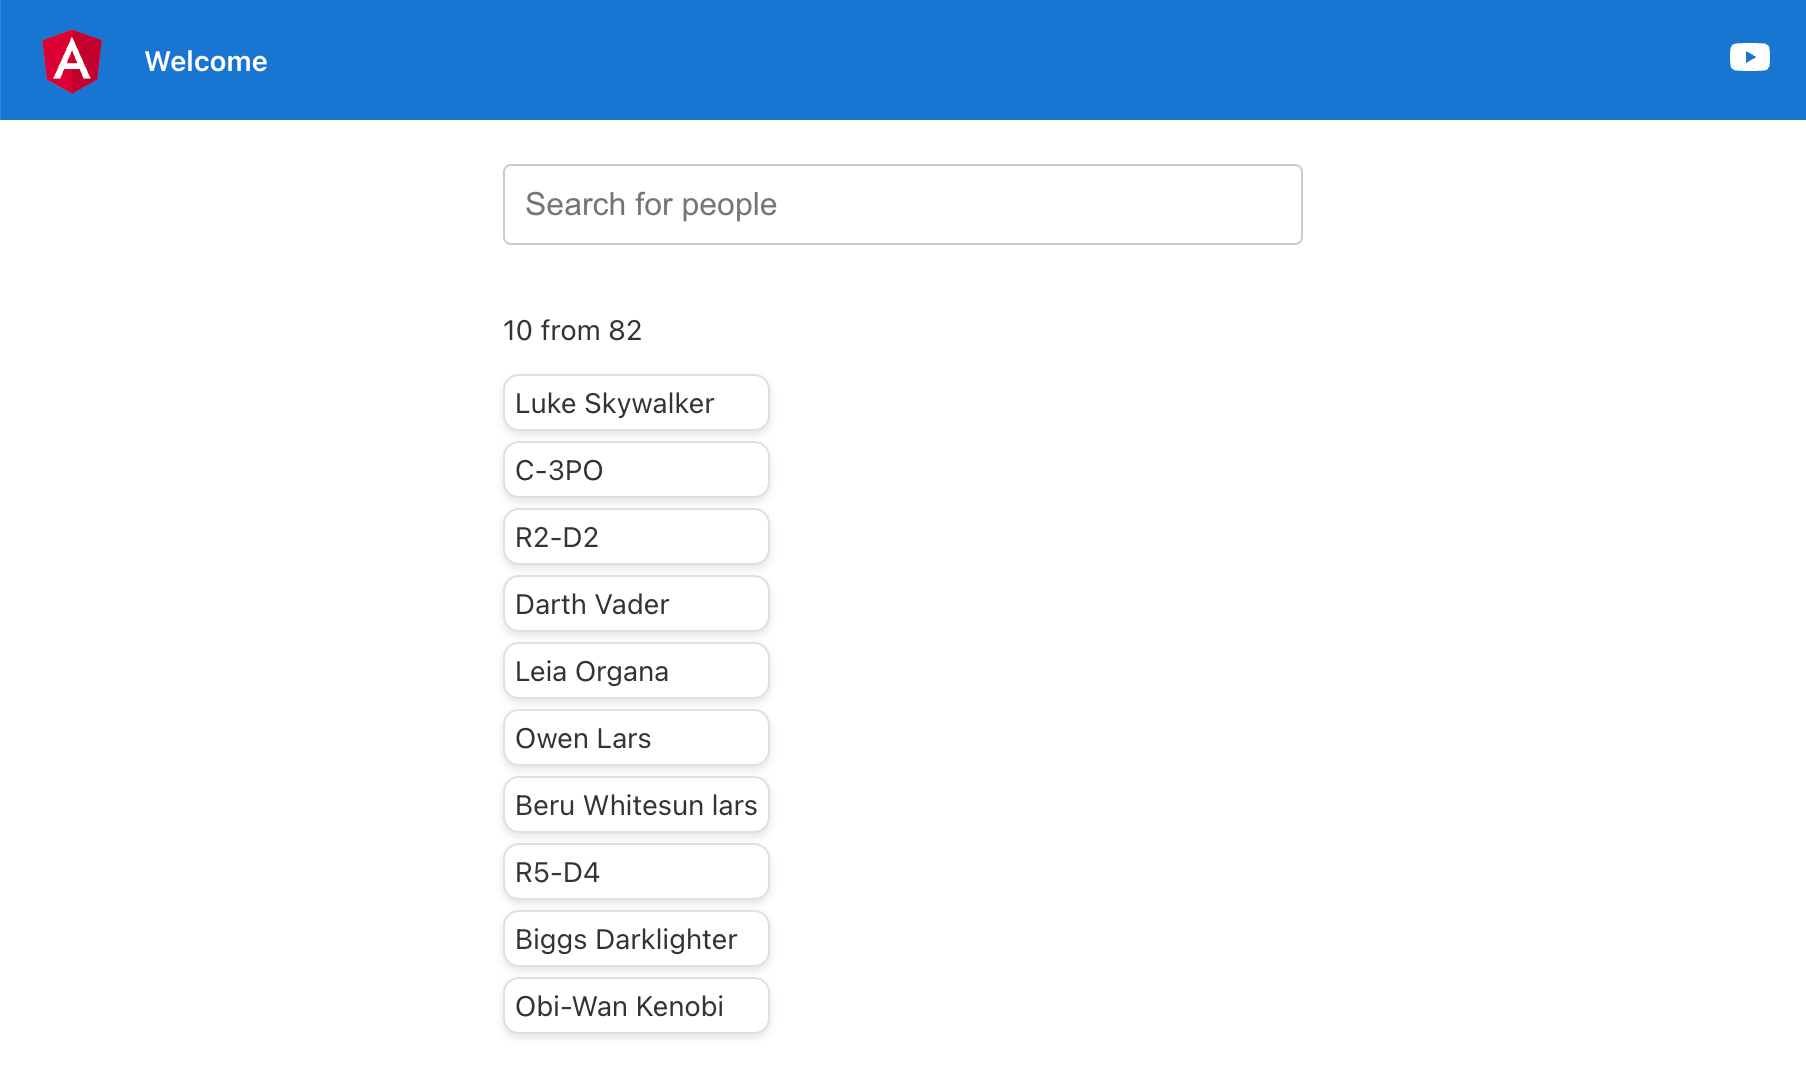 Welcome
Search for people
10 from 82
Luke Skywalker
C-3PO
R2-D2
Darth Vader
Leia Organa
Owen Lars
Beru Whitesun lars
R5-D4
Biggs Darklighter
Obi-Wan Kenobi